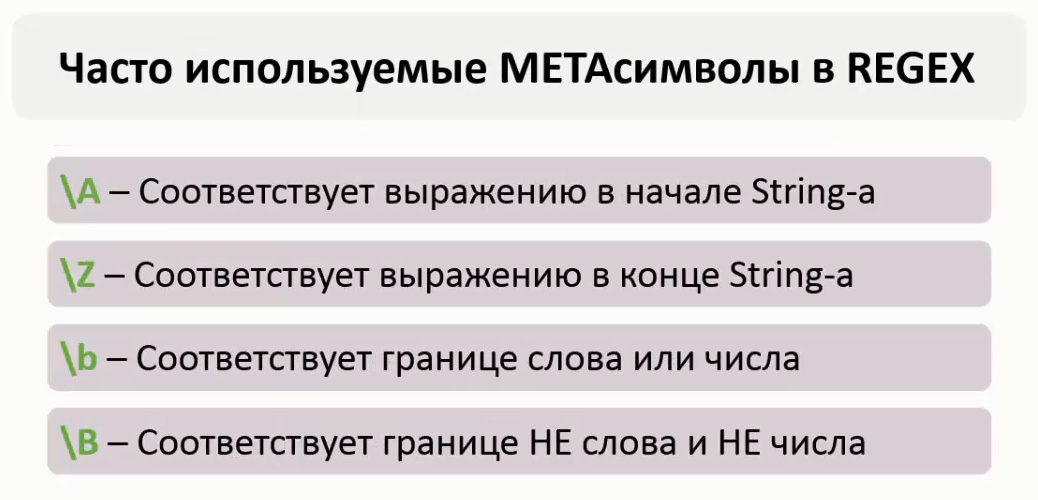 Часто используемые МЕТАсимволы в REGEX
\A – Соответствует выражению в начале String-а
\Z – Соответствует выражению в конце String-а
\b – Соответствует границе слова или числа
\B – Соответствует границе НЕ слова и НЕ числа